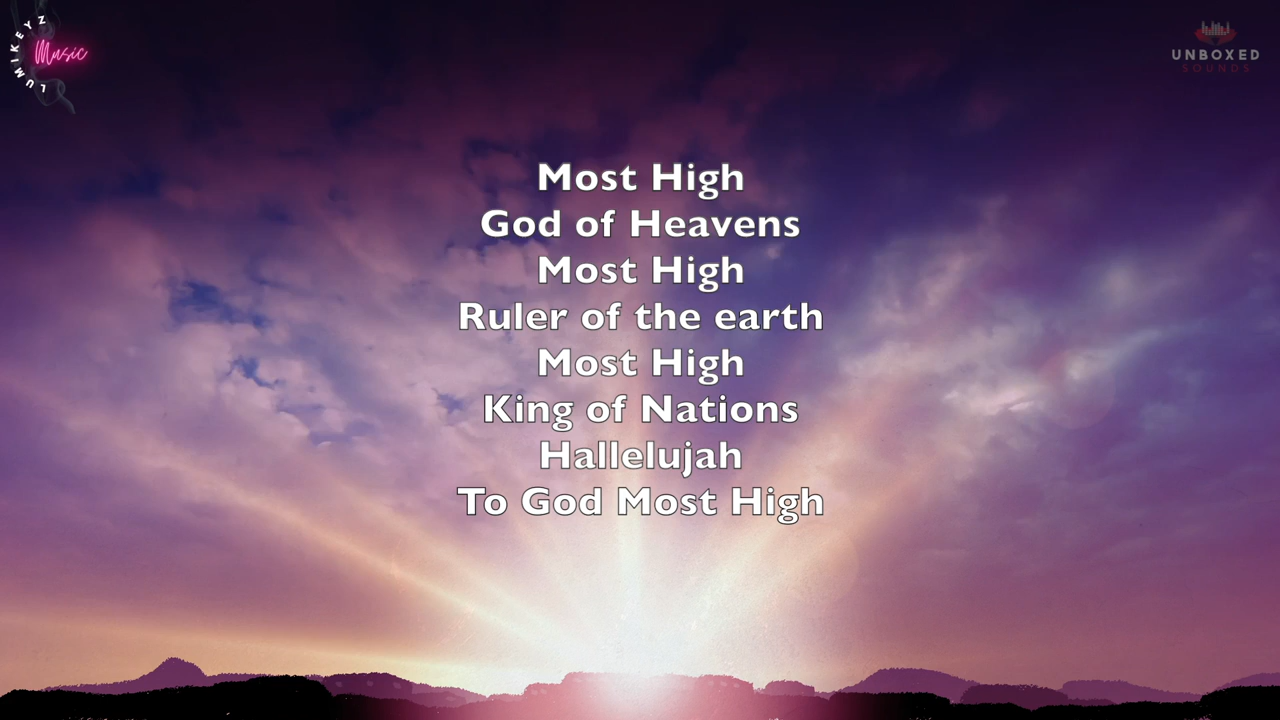 LUMIKEYZ
Music
UNBOXED
SOUNDS
Most High
God of Heavens
Most High
Ruler of the earth
Most High
King of Nations
Hallelujah
To God Most High